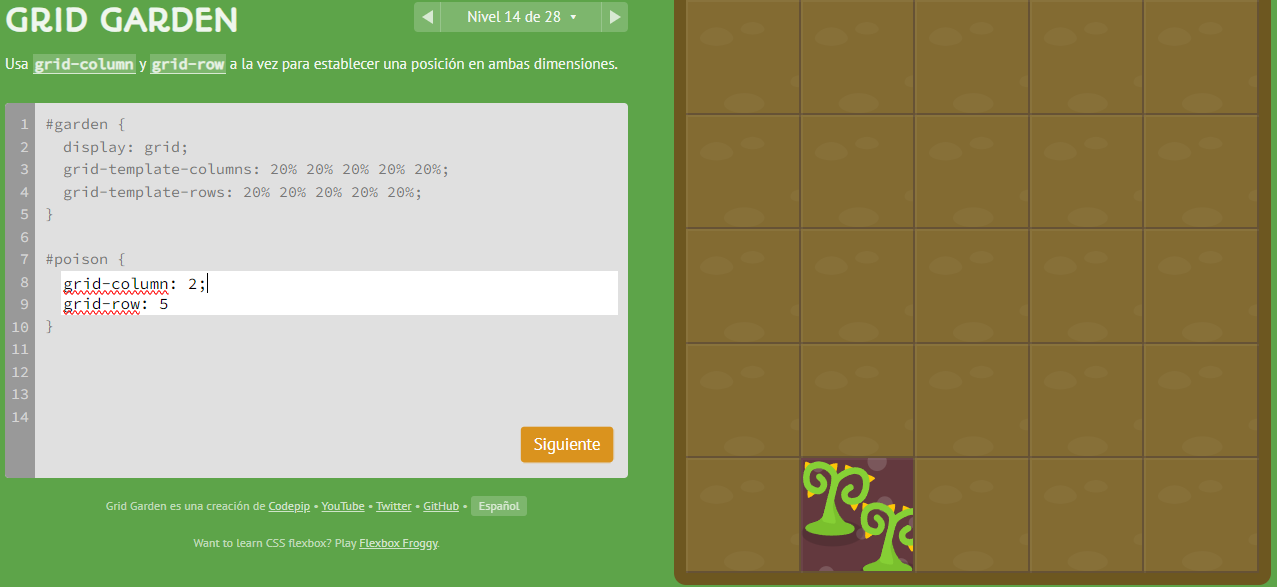 GRID GARDEN
◀ Nivel 14 de 28 ▾ ▶
Usa grid-column y grid-row a la vez para establecer una posición en ambas dimensiones.
1 #garden {
2 display: grid;
3 grid-template-columns: 20% 20% 20% 20% 20%;
4 grid-template-rows: 20% 20% 20% 20% 20%;
5 }
6
7 #poison {
8 grid-column: 2;
9 grid-row: 5
10 }
11
12
13
14
Siguiente
Grid Garden es una creación de Codepip • YouTube • Twitter • GitHub • Español
Want to learn CSS flexbox? Play Flexbox Froggy.